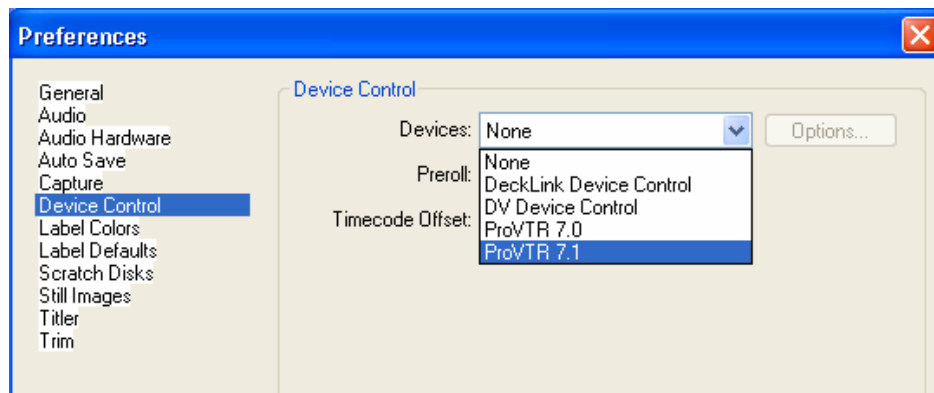 Preferences
General
Audio
Audio Hardware
Auto Save
Capture
Device Control
Label Colors
Label Defaults
Scratch Disks
Still Images
Titler
Trim
Device Control
Devices: None Options...
Preroll:
Timecode Offset:
None
DeckLink Device Control
DV Device Control
ProVTR 7.0
ProVTR 7.1